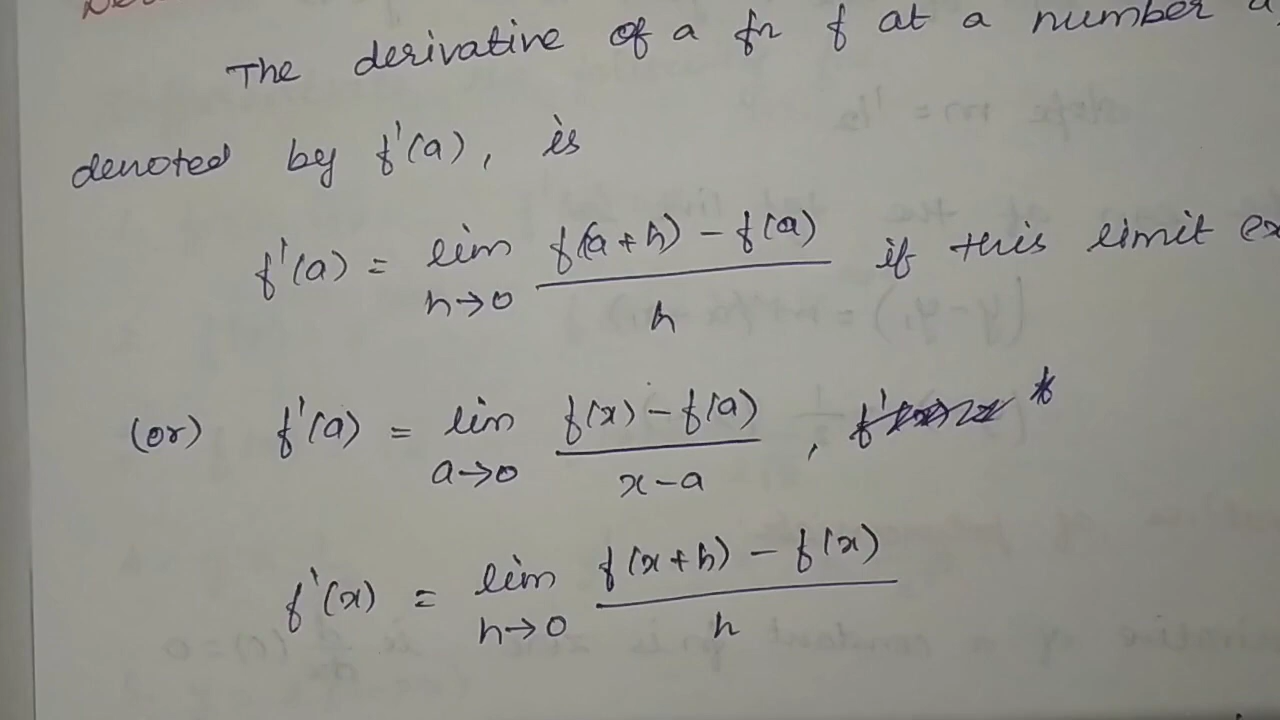 The derivative of a fn f at a number a,
denoted by f'(a), is
f'(a) = lim h→0 f(a+h) - f(a) / h if this limit ex
(or) f'(a) = lim a→0 f(x) - f(a) / x-a ,
f'(x) = lim h→0 f(x+h) - f(x) / h